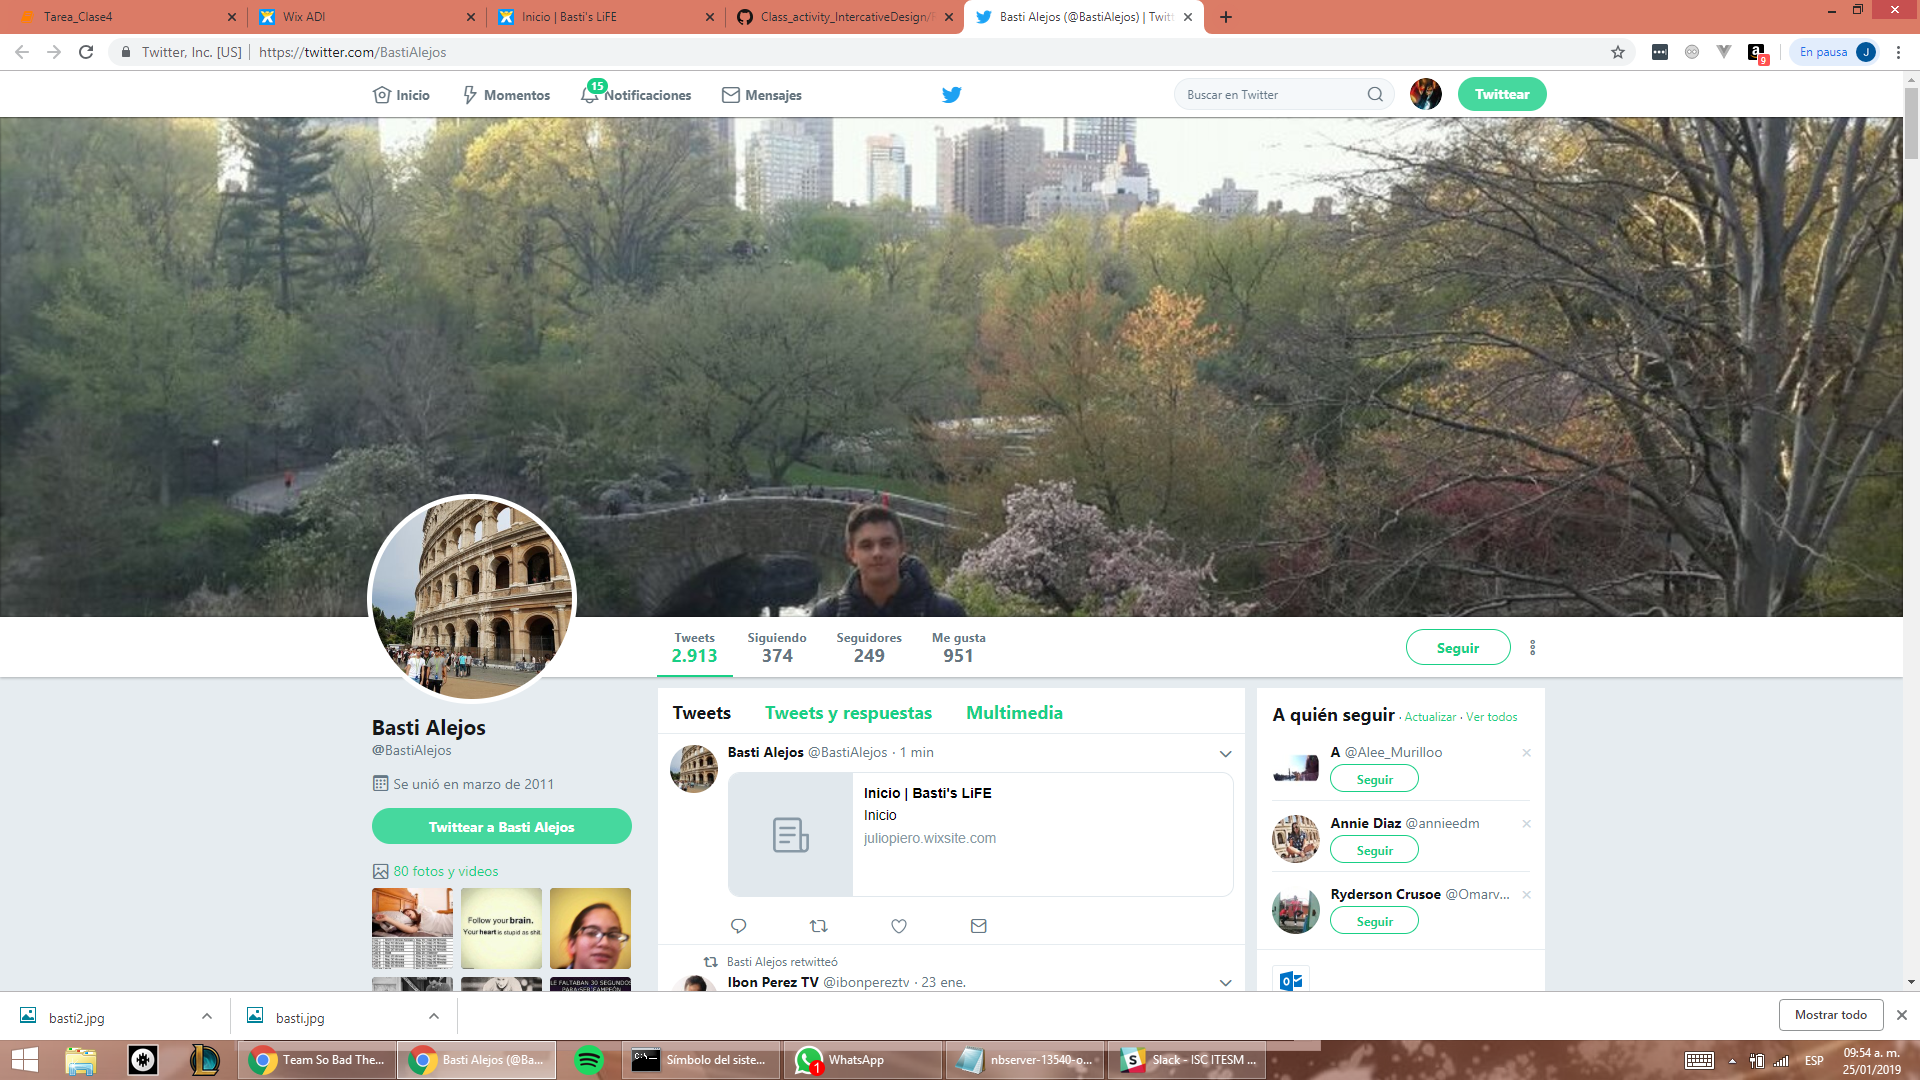 Tarea_Clase4
Wix ADI
Inicio | Basti's LiFE
Class_activity_IntercativeDesign/
Basti Alejos (@BastiAlejos) | Twitt
Twitter, Inc. [US]
https://twitter.com/BastiAlejos
9
En pausa
J
Inicio
Momentos
15
Notificaciones
Mensajes
Buscar en Twitter
Twittear
Tweets
2.913
Siguiendo
374
Seguidores
249
Me gusta
951
Seguir
Basti Alejos
@BastiAlejos
Se unió en marzo de 2011
Twittear a Basti Alejos
80 fotos y videos
Follow your brain.
Your heart is stupid as shit.
LE FALTABAN 30 SEGUNDOS
PARA SER CAMPEÓN
Tweets
Tweets y respuestas
Multimedia
Basti Alejos @BastiAlejos · 1 min
Inicio | Basti's LiFE
Inicio
juliopiero.wixsite.com
Basti Alejos retwitteó
Ibon Perez TV @ibonpereztv · 23 ene.
A quién seguir · Actualizar · Ver todos
A @Alee_Murilloo
Seguir
Annie Diaz @annieedm
Seguir
Ryderson Crusoe @Omarv...
Seguir
basti2.jpg
basti.jpg
Mostrar todo
Team So Bad The...
Basti Alejos (@Ba...
Símbolo del siste...
1
WhatsApp
nbserver-13540-o...
Slack - ISC ITESM ...
ESP
09:54 a. m.
25/01/2019